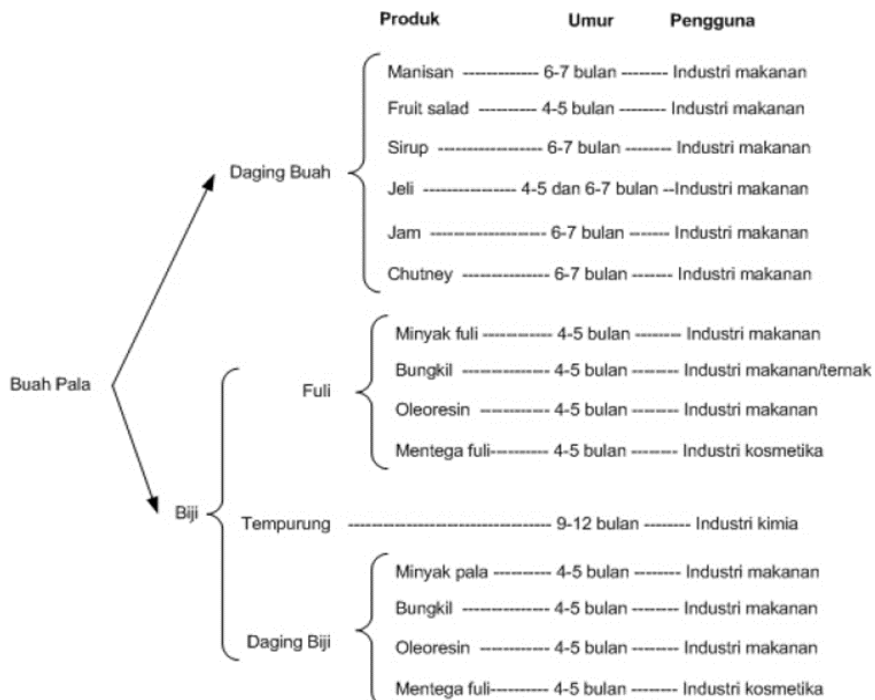 Produk Umur Pengguna
Manisan -------------- 6-7 bulan -------- Industri makanan
Fruit salad --------- 4-5 bulan -------- Industri makanan
Sirup ------------------- 6-7 bulan -------- Industri makanan
Daging Buah
Jeli ----------------- 4-5 dan 6-7 bulan --Industri makanan
Jam --------------------- 6-7 bulan ------- Industri makanan
Chutney ---------------- 6-7 bulan ------- Industri makanan
Minyak fuli ------------- 4-5 bulan -------- Industri makanan
Buah Pala
Bungkil ---------------- 4-5 bulan -------- Industri makanan/ternak
Fuli
Oleoresin ------------- 4-5 bulan -------- Industri makanan
Mentega fuli----------- 4-5 bulan -------- Industri kosmetika
Biji
Tempurung -------------------------------------- 9-12 bulan -------- Industri kimia
Minyak pala ---------- 4-5 bulan -------- Industri makanan
Bungkil ---------------- 4-5 bulan -------- Industri makanan
Daging Biji
Oleoresin ------------- 4-5 bulan -------- Industri makanan
Mentega fuli----------- 4-5 bulan -------- Industri kosmetika